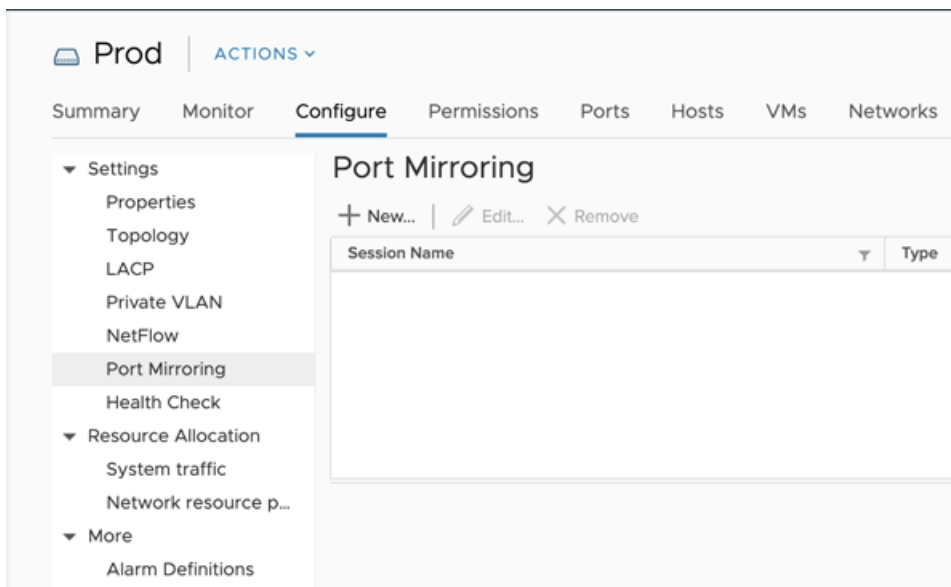 Prod ACTIONS
Summary Monitor Configure Permissions Ports Hosts VMs Networks
Settings
Properties
Topology
LACP
Private VLAN
NetFlow
Port Mirroring
Health Check
Resource Allocation
System traffic
Network resource p...
More
Alarm Definitions
Port Mirroring
New... Edit... Remove
Session Name Type